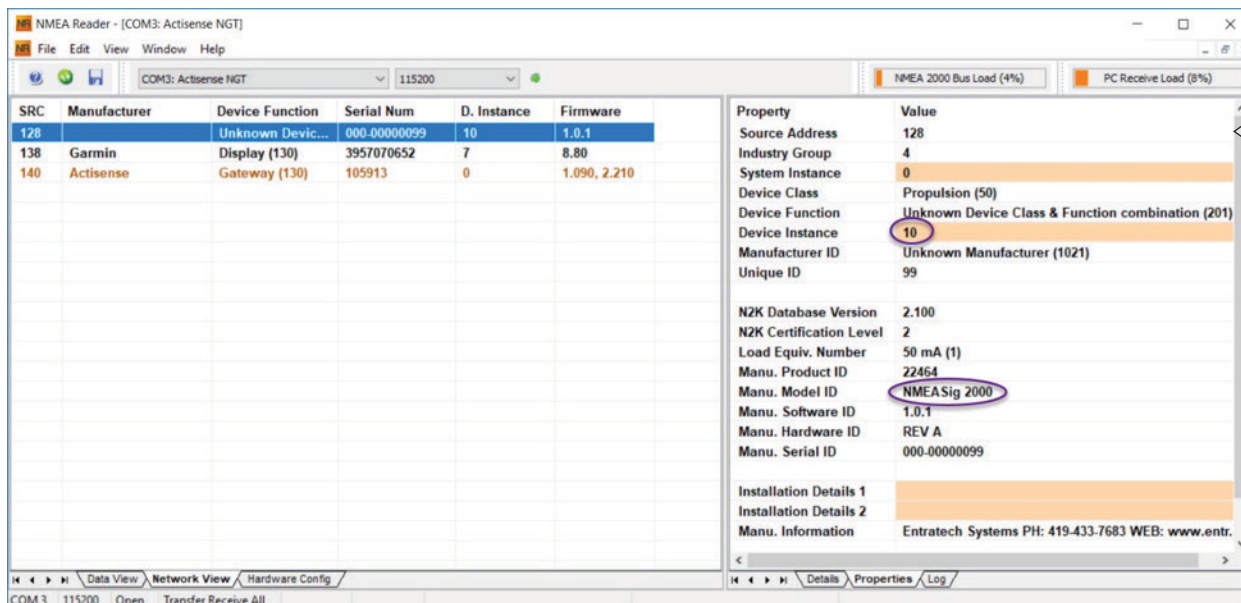 NMEA Reader - [COM3: Actisense NGT]
File Edit View Window Help
COM3: Actisense NGT 115200 NMEA 2000 Bus Load (4%) PC Receive Load (8%)
SRC Manufacturer Device Function Serial Num D. Instance Firmware
128 Unknown Devic... 000-00000099 10 1.0.1
138 Garmin Display (130) 3957070652 7 8.80
140 Actisense Gateway (130) 105913 0 1.090, 2.210
Property Value
Source Address 128
Industry Group 4
System Instance 0
Device Class Propulsion (50)
Device Function Unknown Device Class & Function combination (201)
Device Instance 10
Manufacturer ID Unknown Manufacturer (1021)
Unique ID 99
N2K Database Version 2.100
N2K Certification Level 2
Load Equiv. Number 50 mA (1)
Manu. Product ID 22464
Manu. Model ID NMEASig 2000
Manu. Software ID 1.0.1
Manu. Hardware ID REV A
Manu. Serial ID 000-00000099
Installation Details 1
Installation Details 2
Manu. Information Entratech Systems PH: 419-433-7683 WEB: www.entr.
Data View Network View Hardware Config
Details Properties Log
COM 3 115200 Open Transfer Receive All